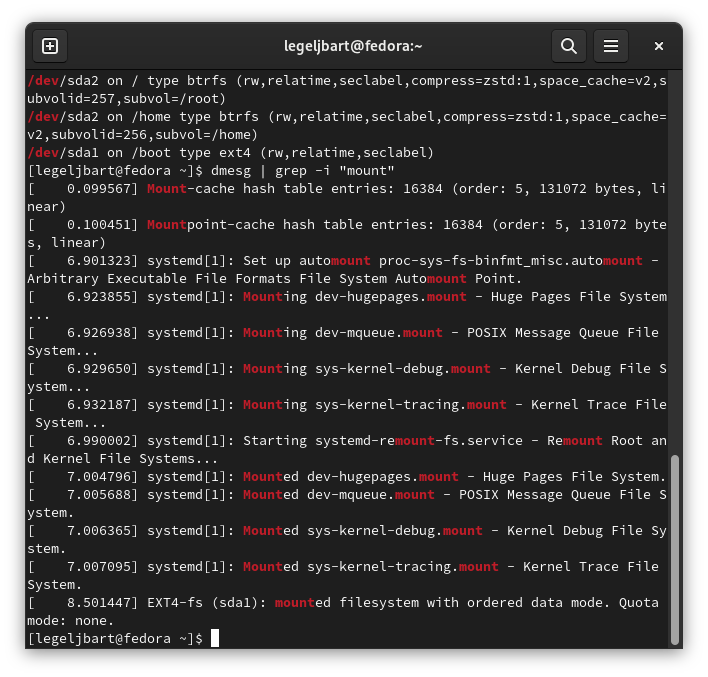 legeljbart@fedora:~
/dev/sda2 on / type btrfs (rw,relatime,seclabel,compress=zstd:1,space_cache=v2,s
ubvolid=257,subvol=/root)
/dev/sda2 on /home type btrfs (rw,relatime,seclabel,compress=zstd:1,space_cache=
v2,subvolid=256,subvol=/home)
/dev/sda1 on /boot type ext4 (rw,relatime,seclabel)
[legeljbart@fedora ~]$ dmesg | grep -i "mount"
[    0.099567] Mount-cache hash table entries: 16384 (order: 5, 131072 bytes, li
near)
[    0.100451] Mountpoint-cache hash table entries: 16384 (order: 5, 131072 byte
s, linear)
[    6.901323] systemd[1]: Set up automount proc-sys-fs-binfmt_misc.automount -
Arbitrary Executable File Formats File System Automount Point.
[    6.923855] systemd[1]: Mounting dev-hugepages.mount - Huge Pages File System
...
[    6.926938] systemd[1]: Mounting dev-mqueue.mount - POSIX Message Queue File
System...
[    6.929650] systemd[1]: Mounting sys-kernel-debug.mount - Kernel Debug File S
ystem...
[    6.932187] systemd[1]: Mounting sys-kernel-tracing.mount - Kernel Trace File
 System...
[    6.990002] systemd[1]: Starting systemd-remount-fs.service - Remount Root an
d Kernel File Systems...
[    7.004796] systemd[1]: Mounted dev-hugepages.mount - Huge Pages File System.
[    7.005688] systemd[1]: Mounted dev-mqueue.mount - POSIX Message Queue File S
ystem.
[    7.006365] systemd[1]: Mounted sys-kernel-debug.mount - Kernel Debug File Sy
stem.
[    7.007095] systemd[1]: Mounted sys-kernel-tracing.mount - Kernel Trace File
System.
[    8.501447] EXT4-fs (sda1): mounted filesystem with ordered data mode. Quota
mode: none.
[legeljbart@fedora ~]$